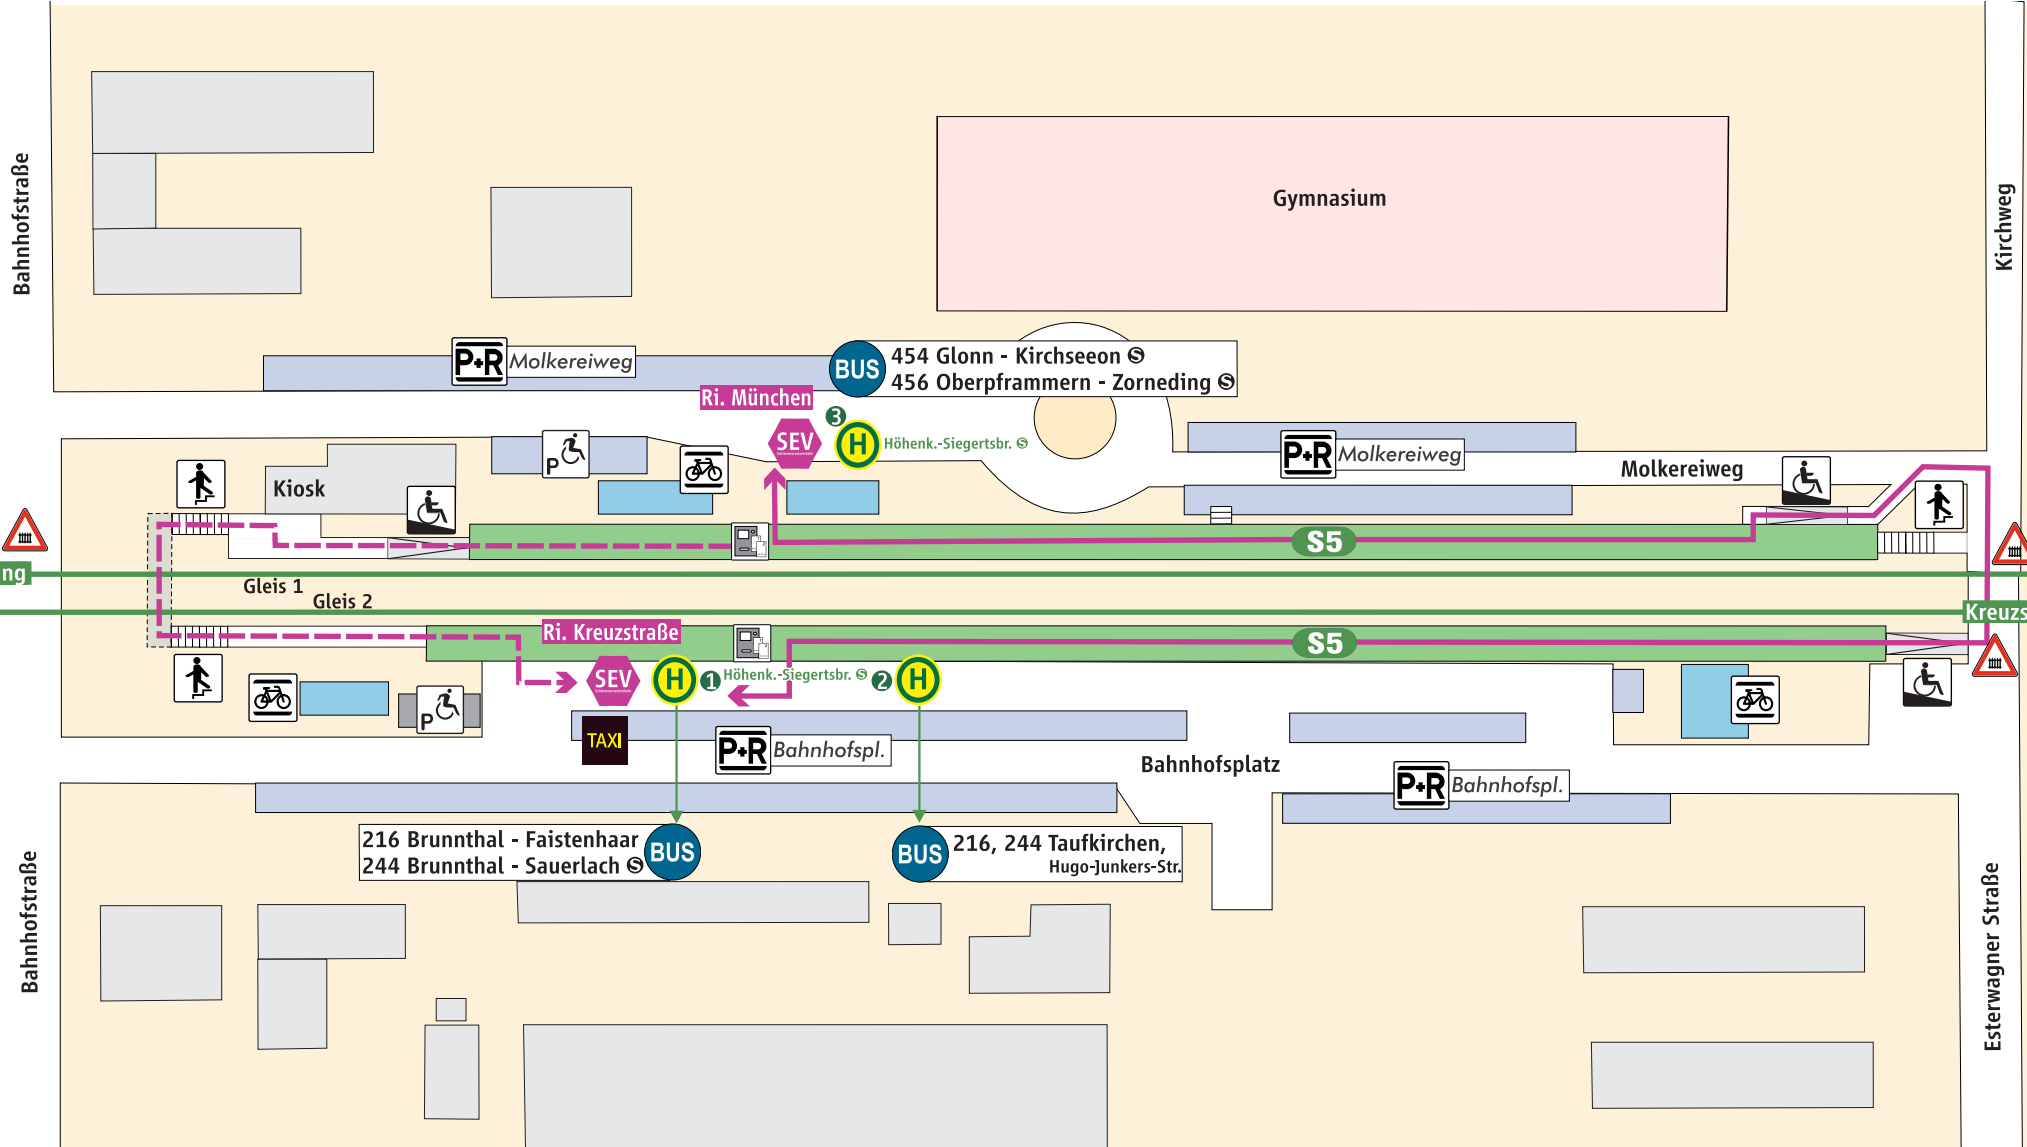 Bahnhofstraße
Gymnasium
Kirchweg
P+R Molkereiweg
BUS
454 Glonn - Kirchseeon S
456 Oberpframmern - Zorneding S
Ri. München
3
SEV
H
Höhenk.-Siegertsbr. S
P+R Molkereiweg
Molkereiweg
P
Kiosk
S5
ng
Gleis 1
Gleis 2
Kreuzs
Ri. Kreuzstraße
S5
SEV
H
1
Höhenk.-Siegertsbr. S
2
H
P
TAXI
P+R Bahnhofspl.
Bahnhofsplatz
P+R Bahnhofspl.
216 Brunnthal - Faistenhaar
244 Brunnthal - Sauerlach S
BUS
BUS
216, 244 Taufkirchen,
Hugo-Junkers-Str.
Bahnhofstraße
Esterwagner Straße